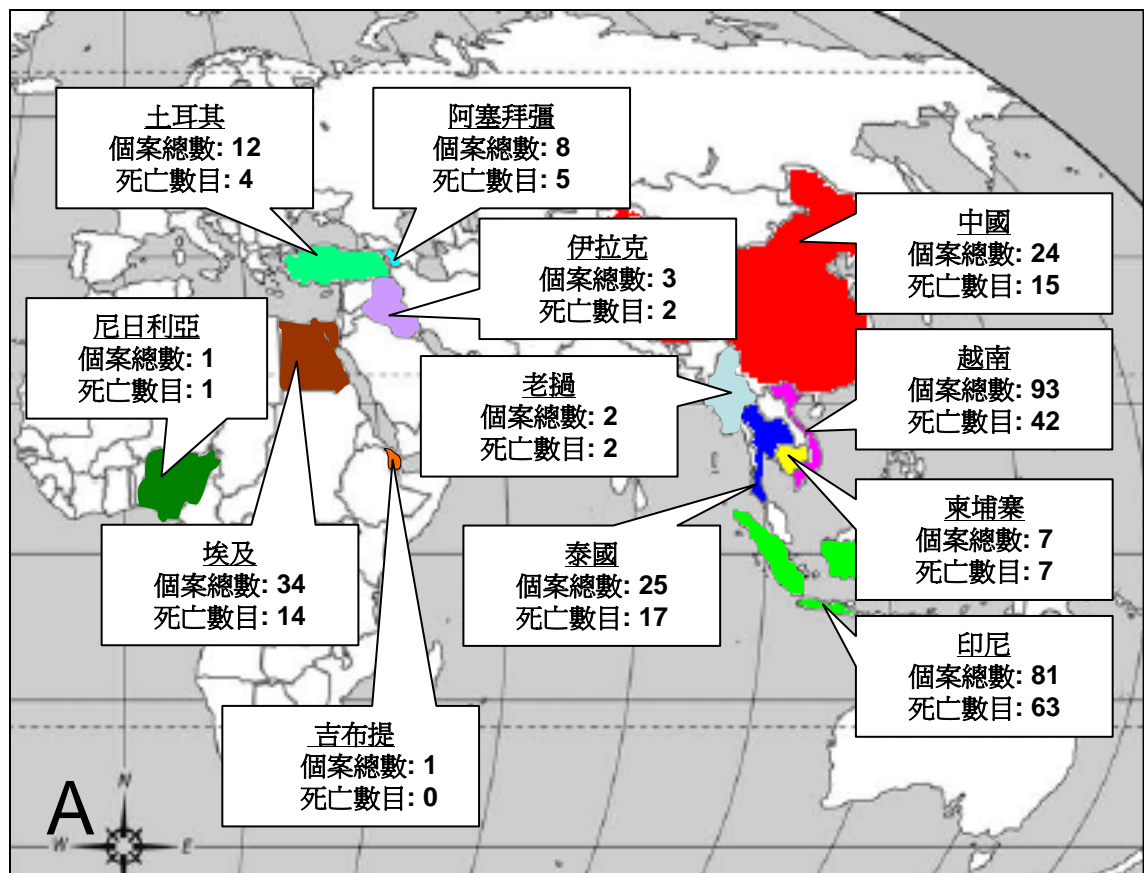 土耳其
個案總數: 12
死亡數目: 4
阿塞拜彊
個案總數: 8
死亡數目: 5
中國
個案總數: 24
死亡數目: 15
伊拉克
個案總數: 3
死亡數目: 2
尼日利亞
個案總數: 1
死亡數目: 1
老撾
個案總數: 2
死亡數目: 2
越南
個案總數: 93
死亡數目: 42
埃及
個案總數: 34
死亡數目: 14
泰國
個案總數: 25
死亡數目: 17
柬埔寨
個案總數: 7
死亡數目: 7
印尼
個案總數: 81
死亡數目: 63
吉布提
個案總數: 1
死亡數目: 0
A
N
W
E